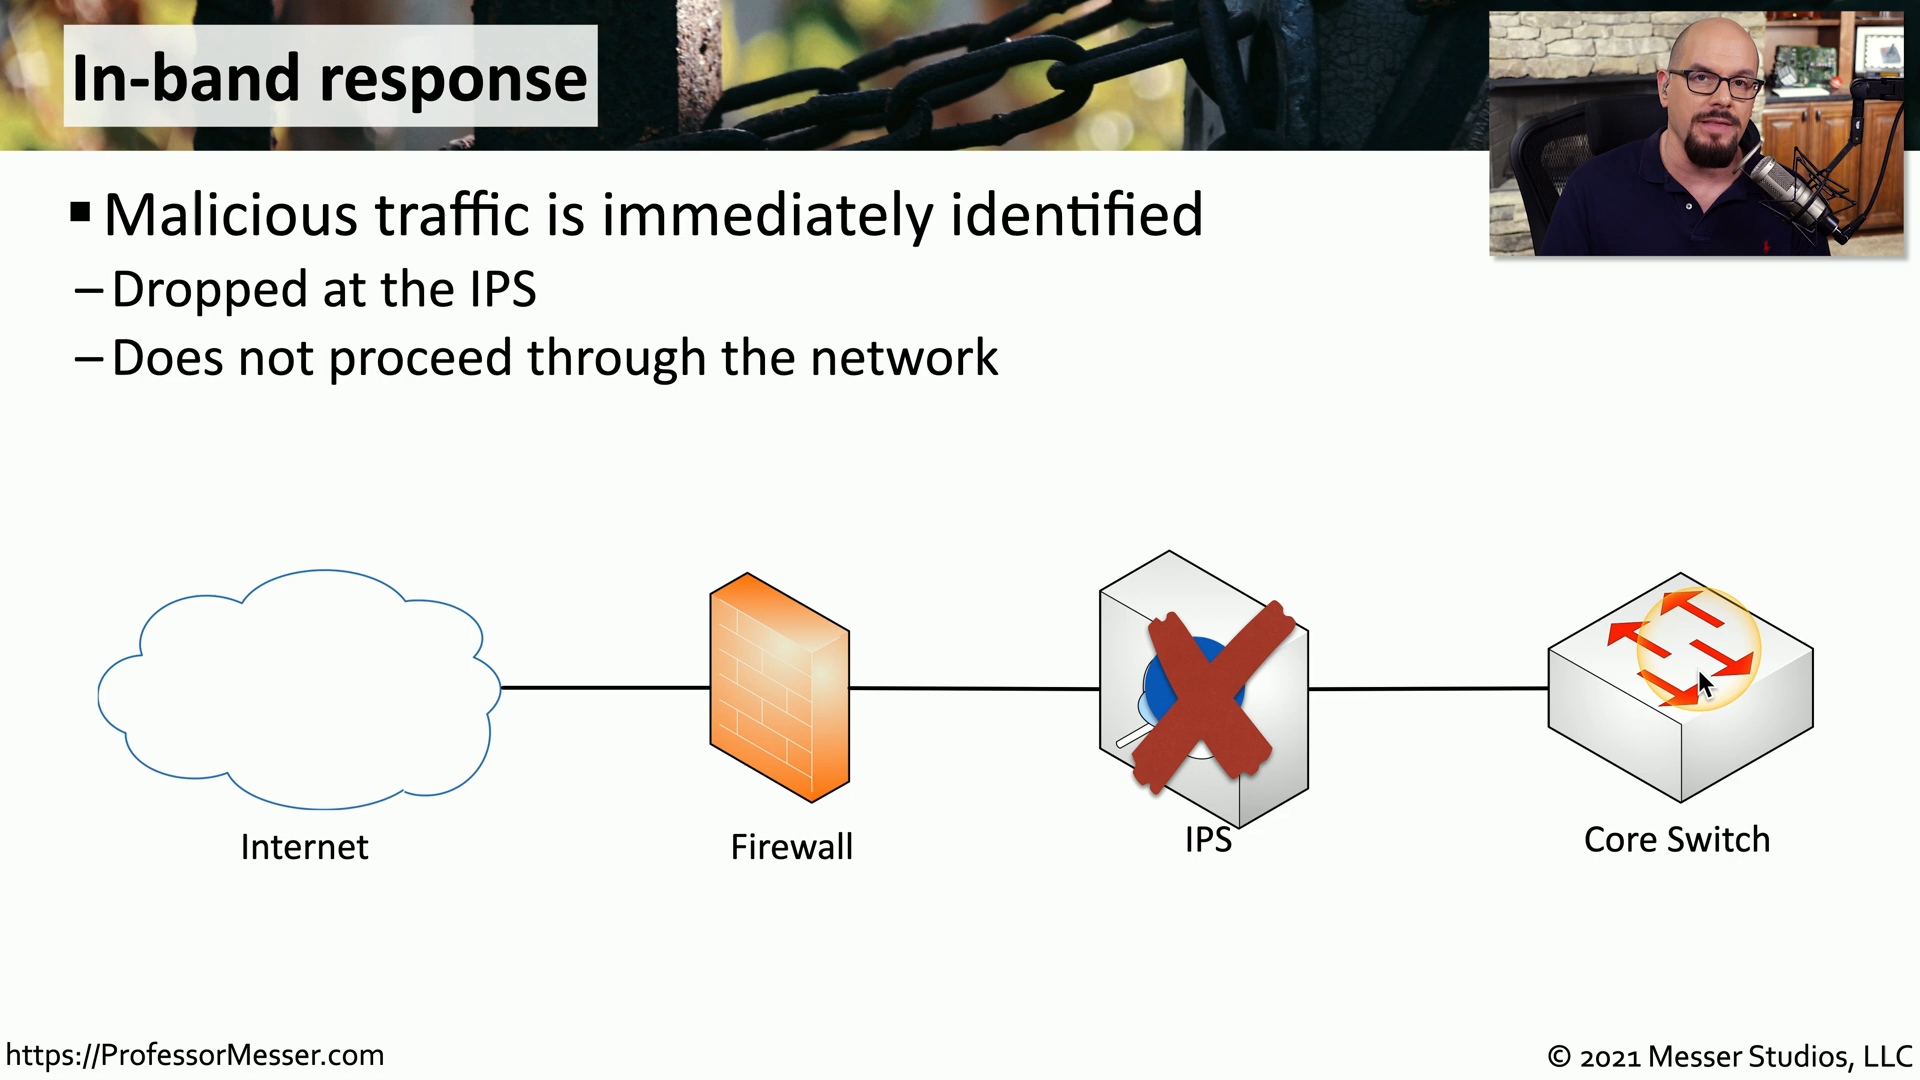 In-band response
▪ Malicious traffic is immediately identified
– Dropped at the IPS
– Does not proceed through the network
Internet
Firewall
IPS
Core Switch
https://ProfessorMesser.com
© 2021 Messer Studios, LLC